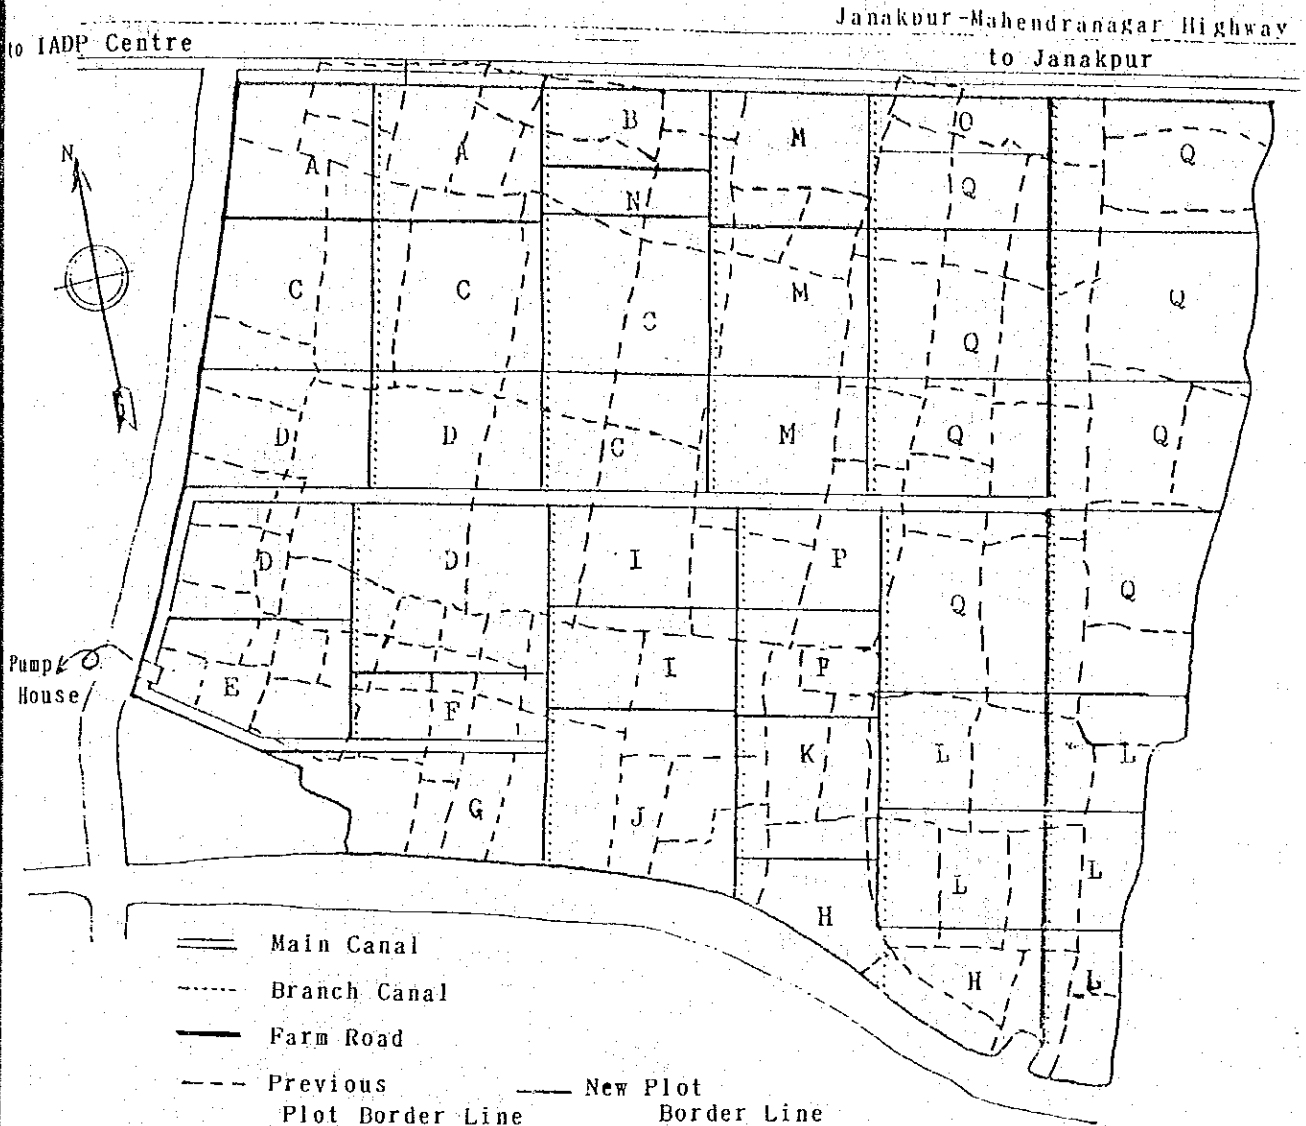 Janakpur-Mahendranagar Highway
to IADP Centre
to Janakpur
N
B
M
O
A
A
Q
Q
N
C
C
C
M
Q
Q
D
D
C
M
Q
Q
D
D
I
P
Q
Q
Pump
House
E
F
I
P
K
L
L
G
J
L
L
H
H
L
Main Canal
Branch Canal
Farm Road
Previous
Plot Border Line
New Plot
Border Line